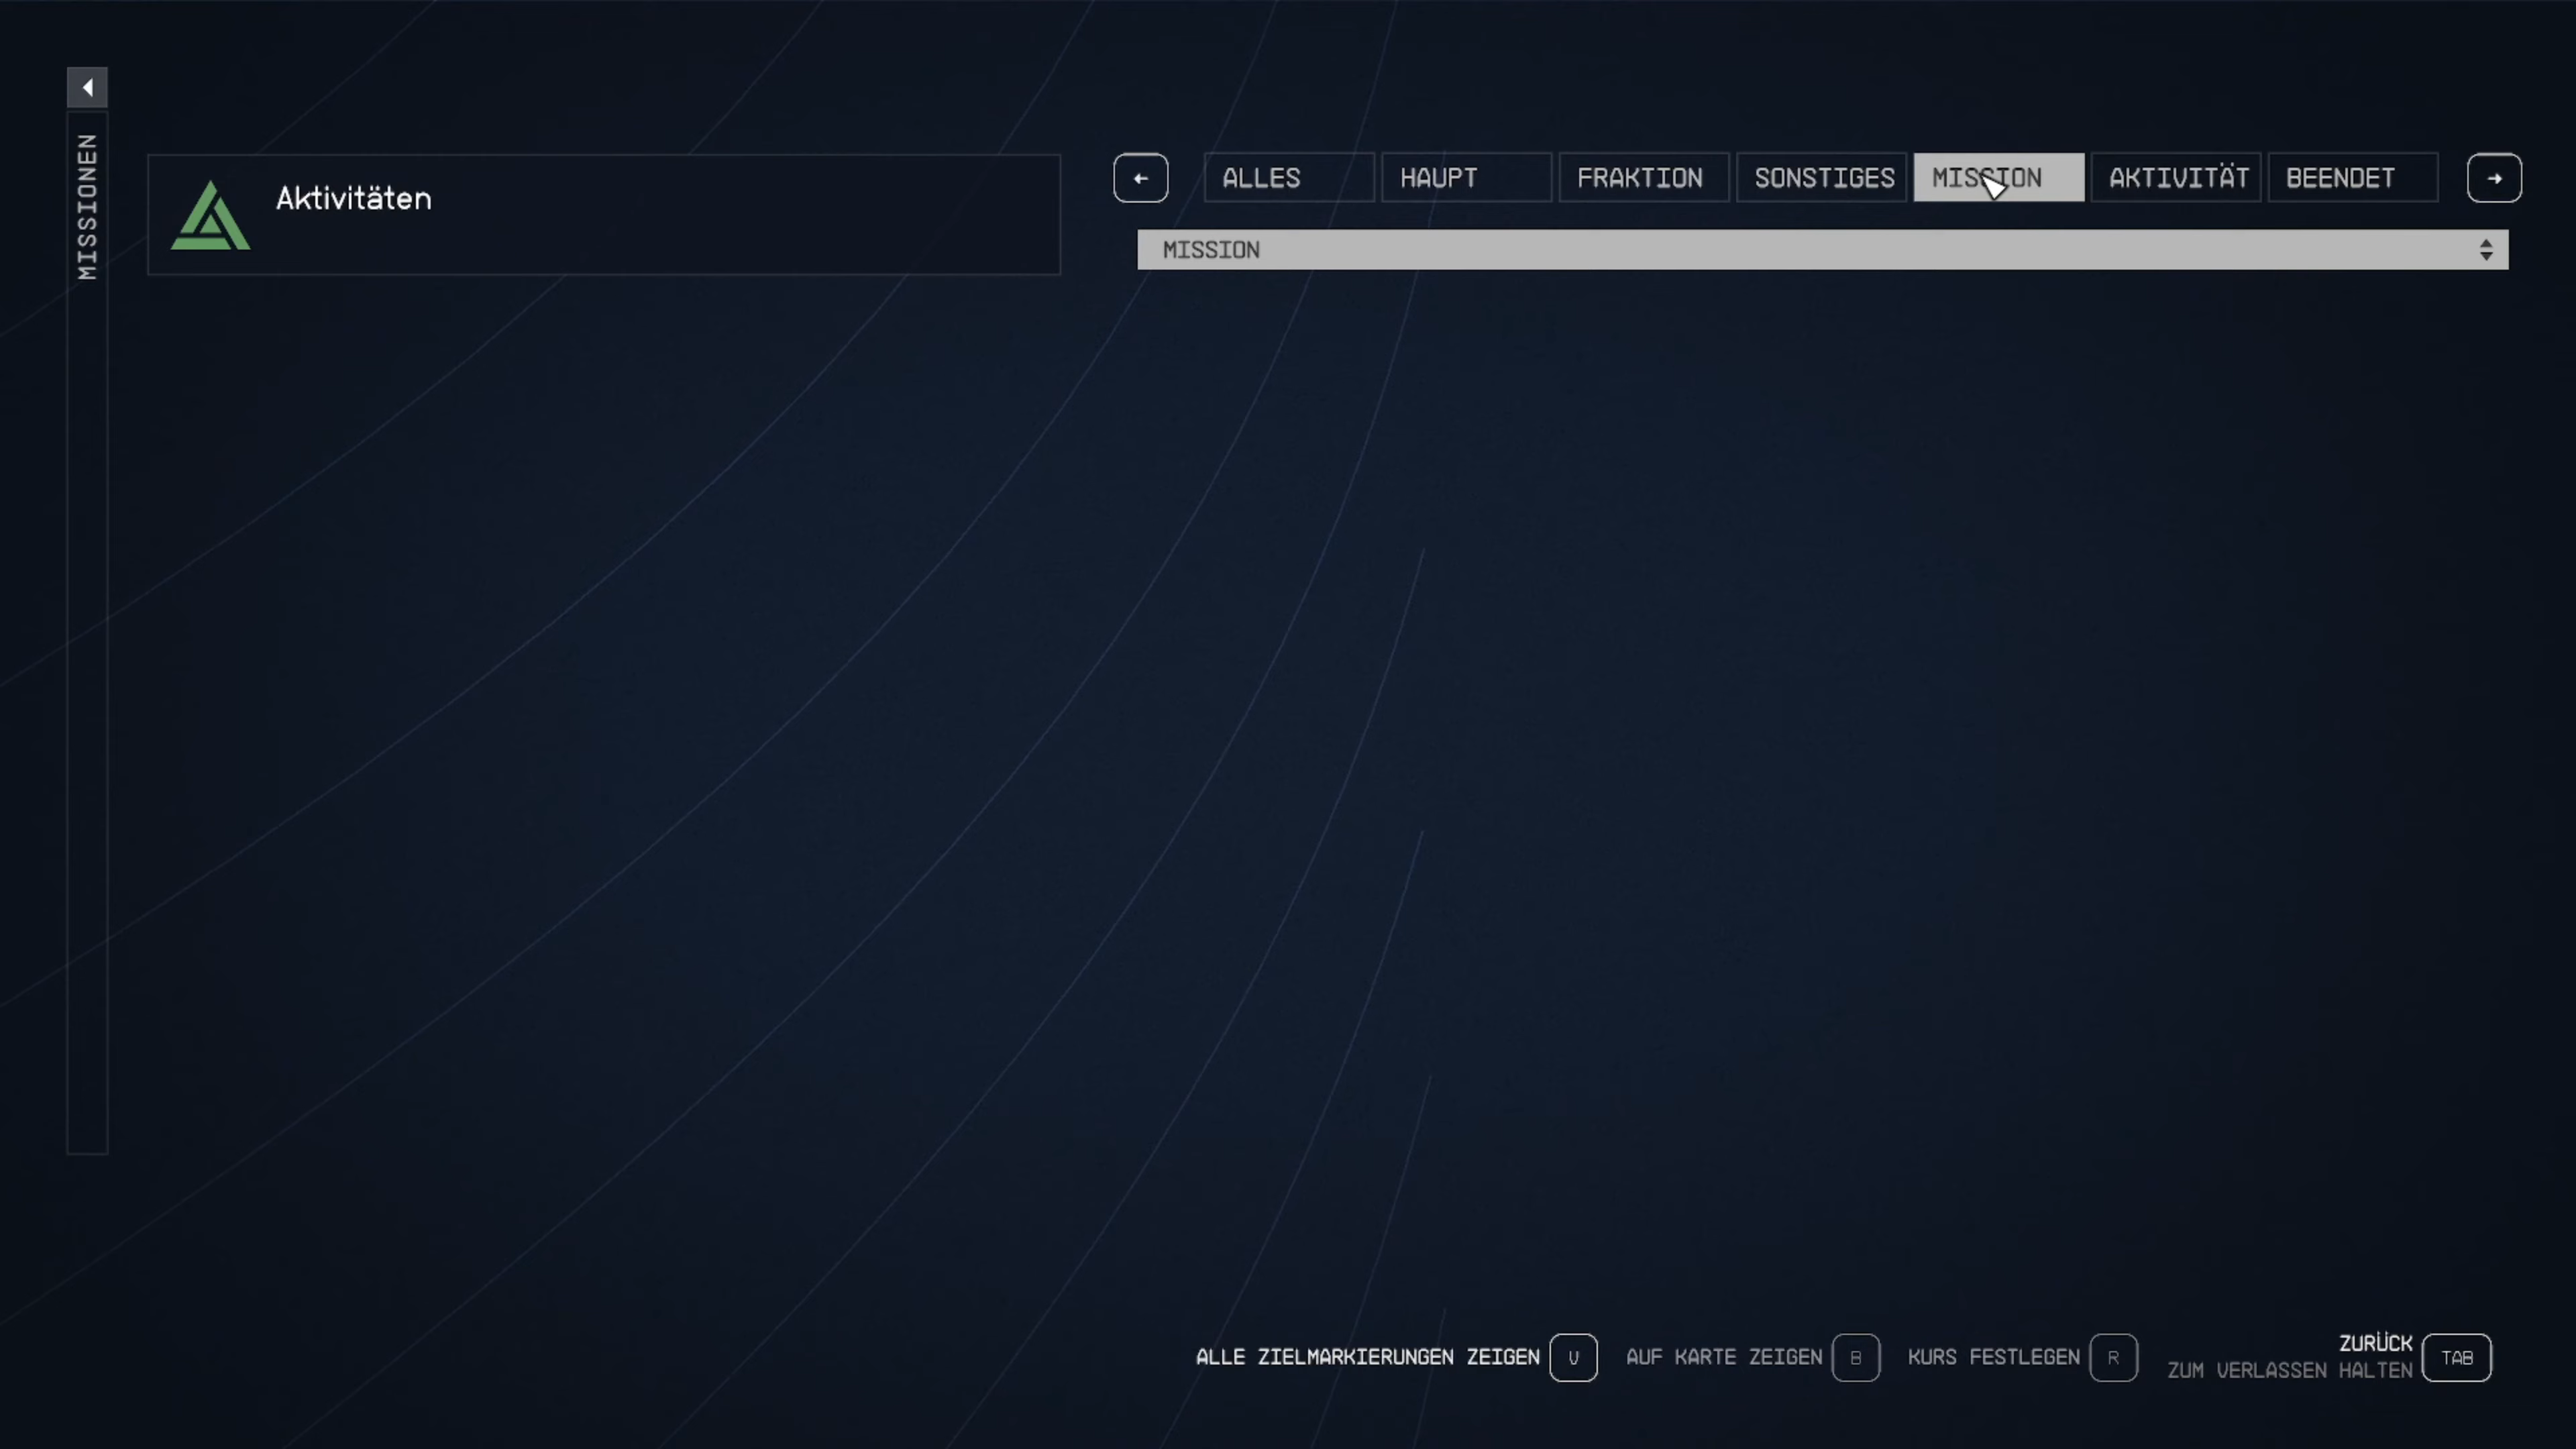 MISSIONEN
Aktivitäten
ALLES
HAUPT
FRAKTION
SONSTIGES
MISSION
AKTIVITÄT
BEENDET
MISSION
ALLE ZIELMARKIERUNGEN ZEIGEN V
AUF KARTE ZEIGEN B
KURS FESTLEGEN R
ZURÜCK
ZUM VERLASSEN HALTEN TAB